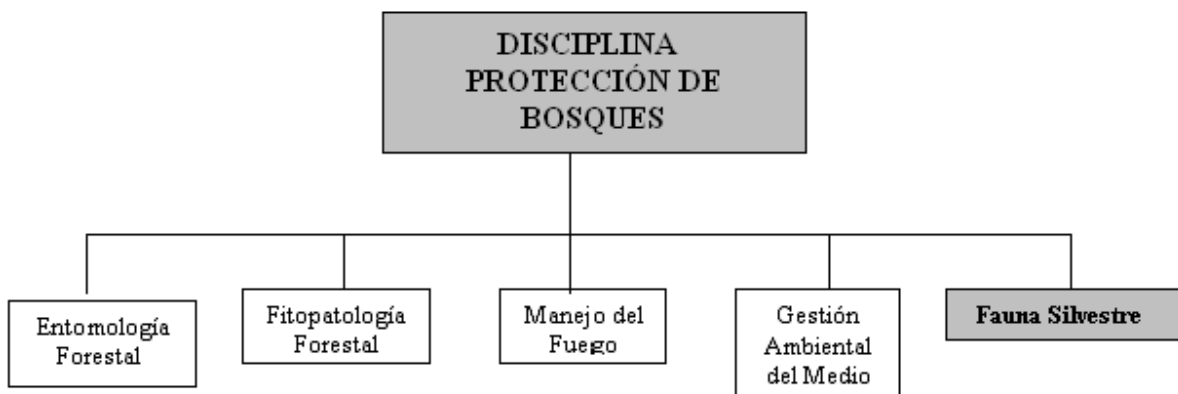 DISCIPLINA
PROTECCIÓN DE
BOSQUES
Entomología
Forestal
Fitopatología
Forestal
Manejo del
Fuego
Gestión
Ambiental
del Medio
Fauna Silvestre